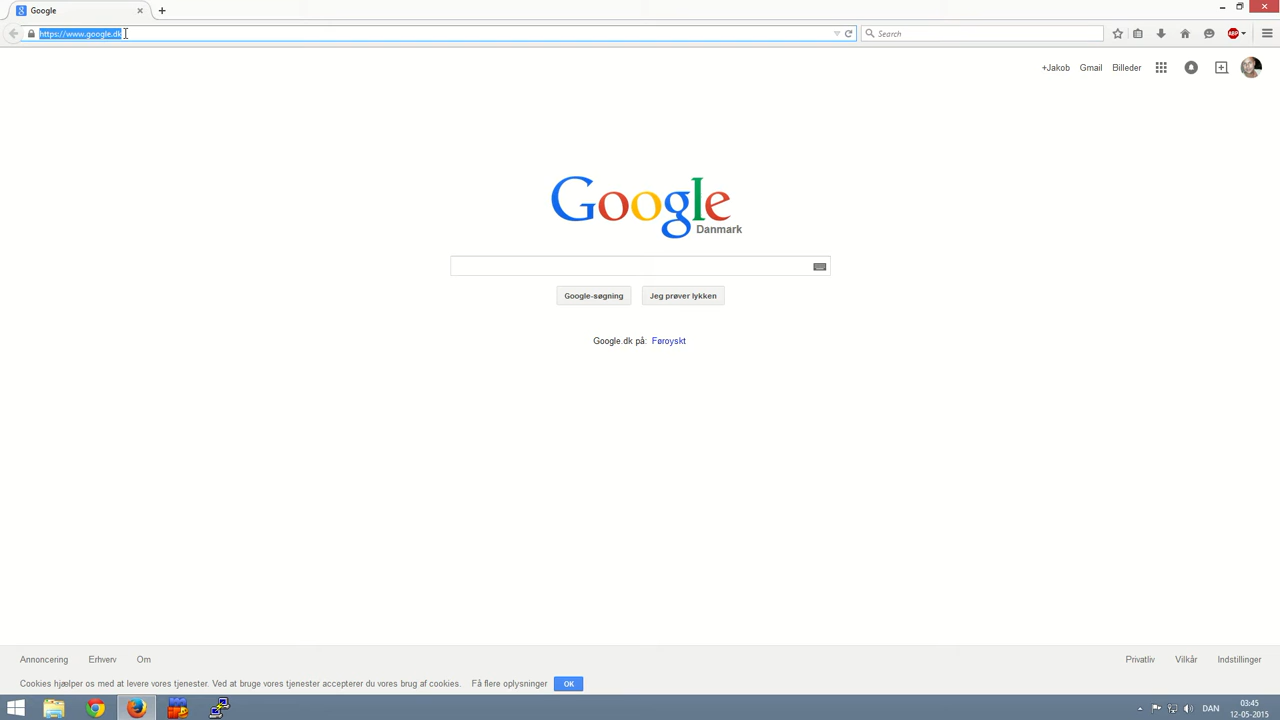 Google
https://www.google.dk
Search
ABP
+Jakob Gmail Billeder
Google
Danmark
Google-søgning Jeg prøver lykken
Google.dk på: Føroyskt
Annoncering Erhverv Om
Privatliv Vilkår Indstillinger
Cookies hjælper os med at levere vores tjenester. Ved at bruge vores tjenester accepterer du vores brug af cookies. Få flere oplysninger OK
DAN
03:45
12-05-2015